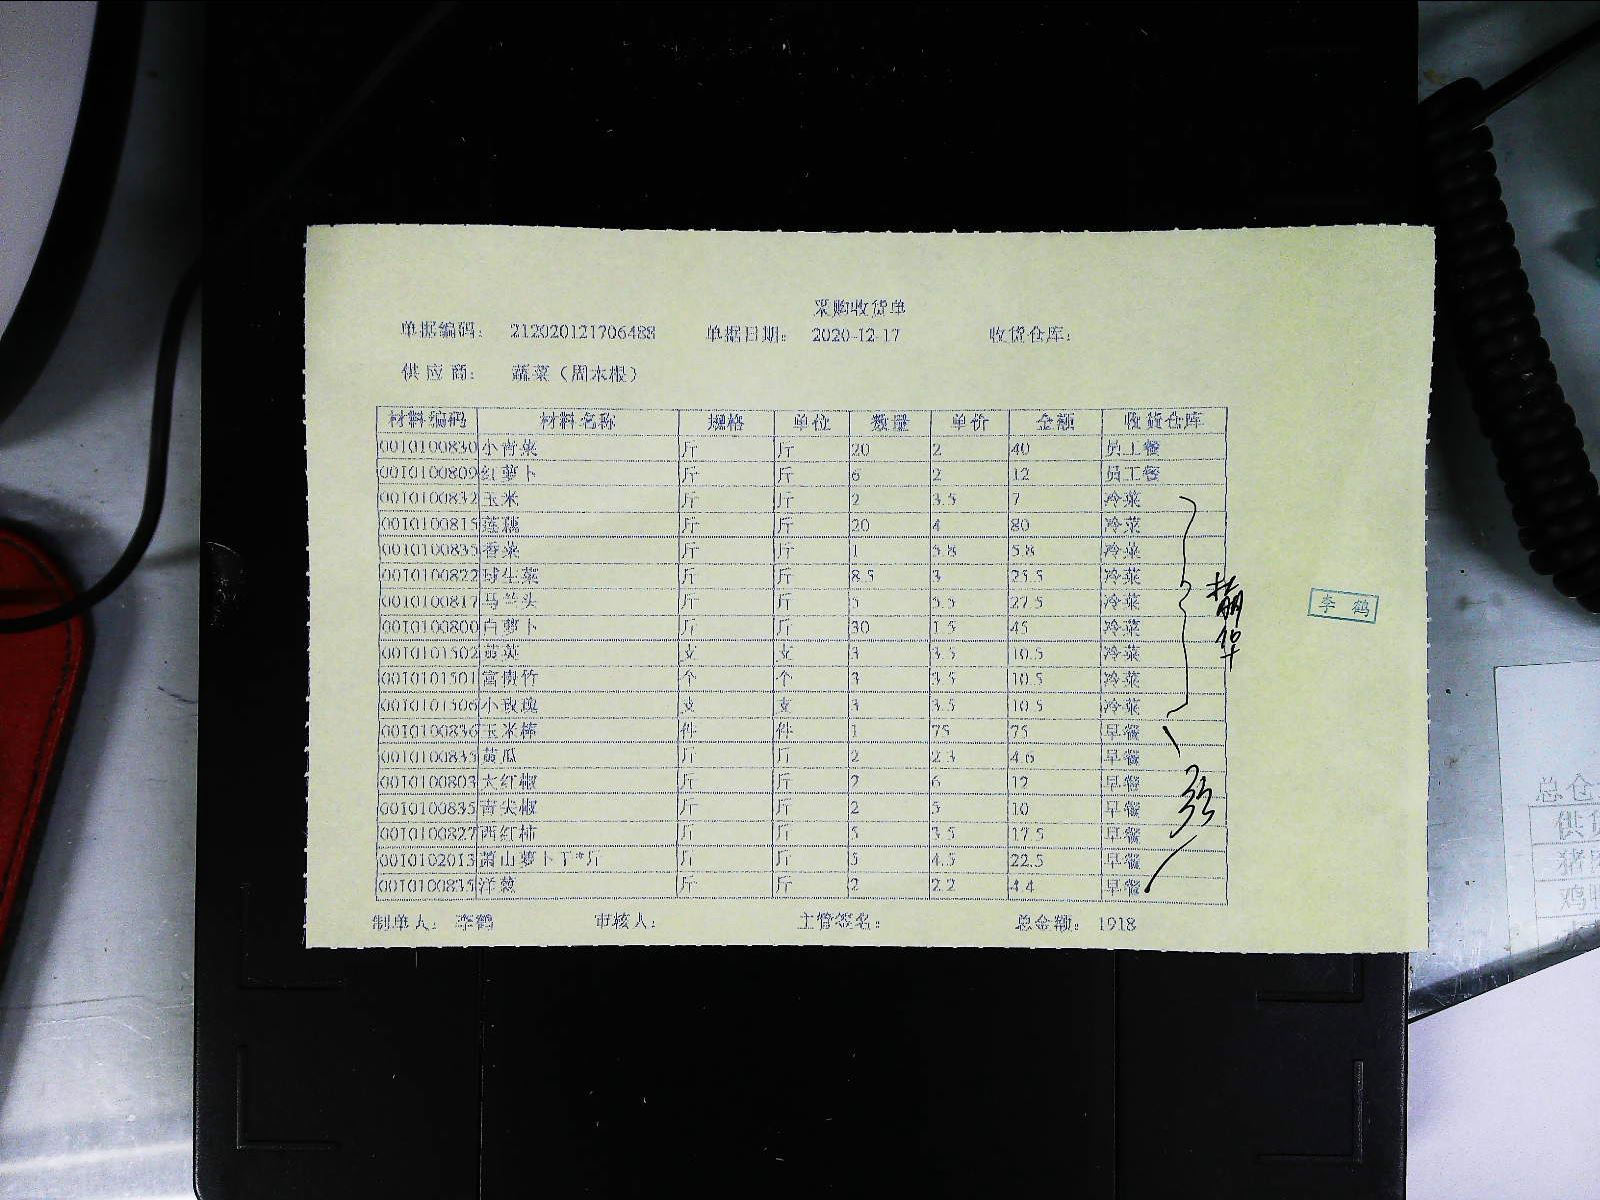 采购收货单
单据编码： 212020121706488 单据日期： 2020-12-17 收货仓库：
供应商： 蔬菜（周本根）
材料编码 材料名称 规格 单位 数量 单价 金额 收货仓库
0010100830 小青菜 斤 斤 20 2 40 员工餐
0010100809 红萝卜 斤 斤 6 2 12 员工餐
0010100832 玉米 斤 斤 2 3.5 7 冷菜
0010100815 莲藕 斤 斤 20 4 80 冷菜
0010100835 香菜 斤 斤 1 5.8 5.8 冷菜
0010100822 球生菜 斤 斤 8.5 3 25.5 冷菜
0010100817 马兰头 斤 斤 5 5.5 27.5 冷菜
0010100800 白萝卜 斤 斤 30 1.5 45 冷菜
0010101502 支 支 3 3.5 10.5 冷菜
0010101501 富贵竹 个 个 3 3.5 10.5 冷菜
0010101506 小玫瑰 支 支 3 3.5 10.5 冷菜
0010100836 玉米棒 件 件 1 75 75 早餐
0010100835 黄瓜 斤 斤 2 2.3 4.6 早餐
0010100803 大红椒 斤 斤 2 6 12 早餐
0010100835 青尖椒 斤 斤 2 5 10 早餐
0010100827 西红柿 斤 斤 5 3.5 17.5 早餐
0010102013 萧山萝卜干*斤 斤 斤 5 4.5 22.5 早餐
0010100835 洋葱 斤 斤 2 2.2 4.4 早餐
制单人： 李鹤 审核人： 主管签名： 总金额： 1918
李鹤
总仓